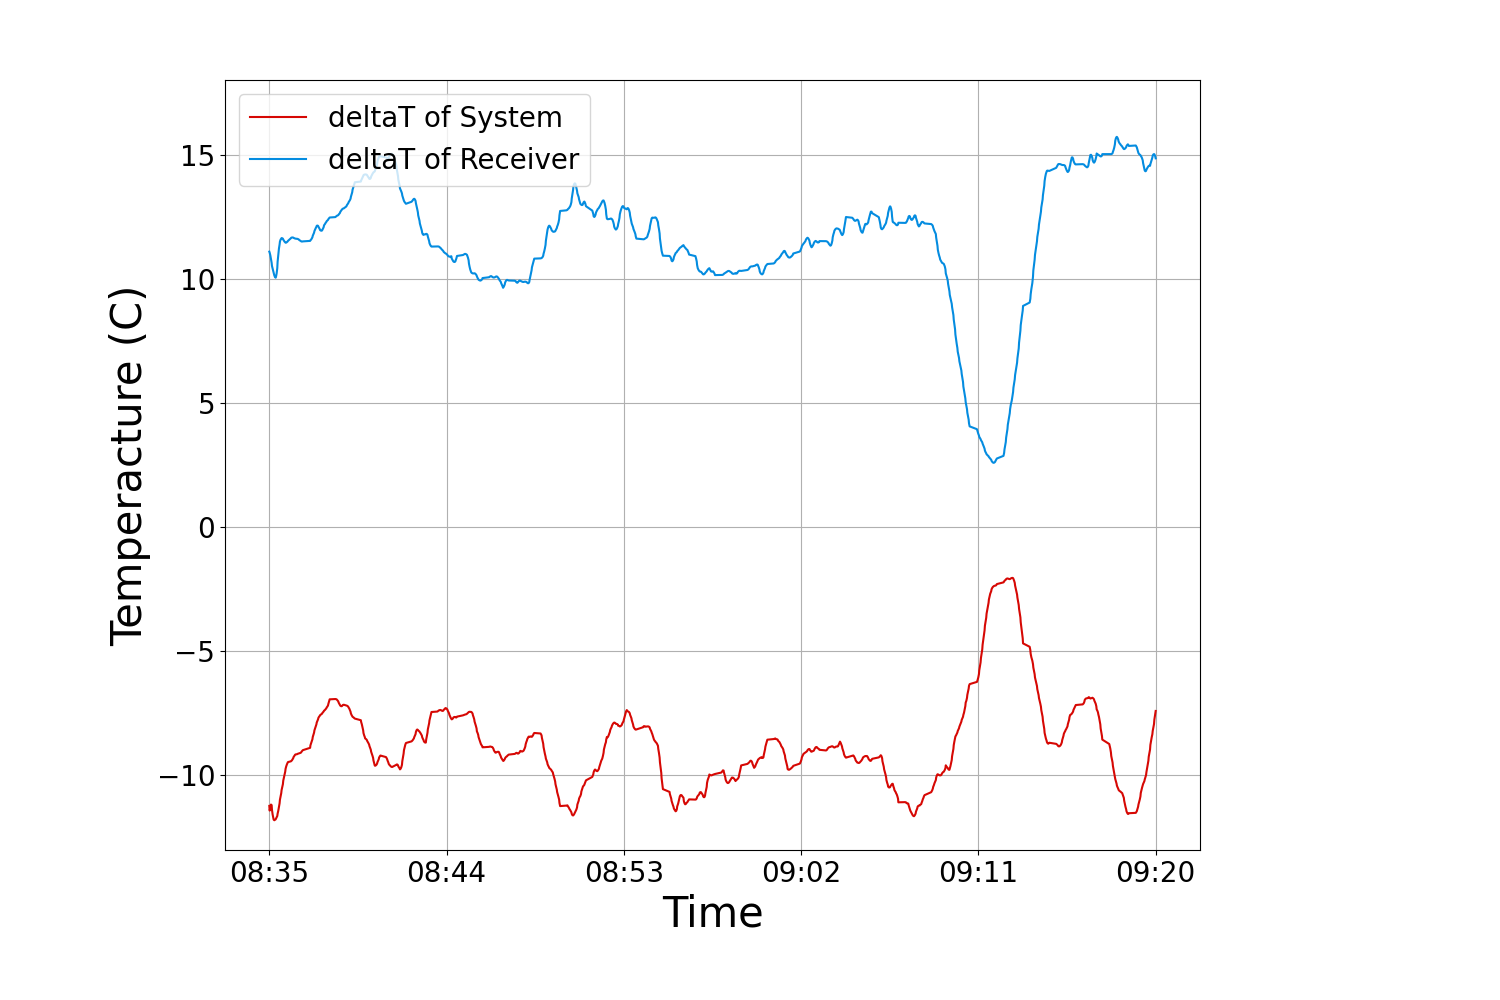 deltaT of System
deltaT of Receiver
15
10
5
0
−5
−10
Temperacture (C)
08:35 08:44 08:53 09:02 09:11 09:20
Time